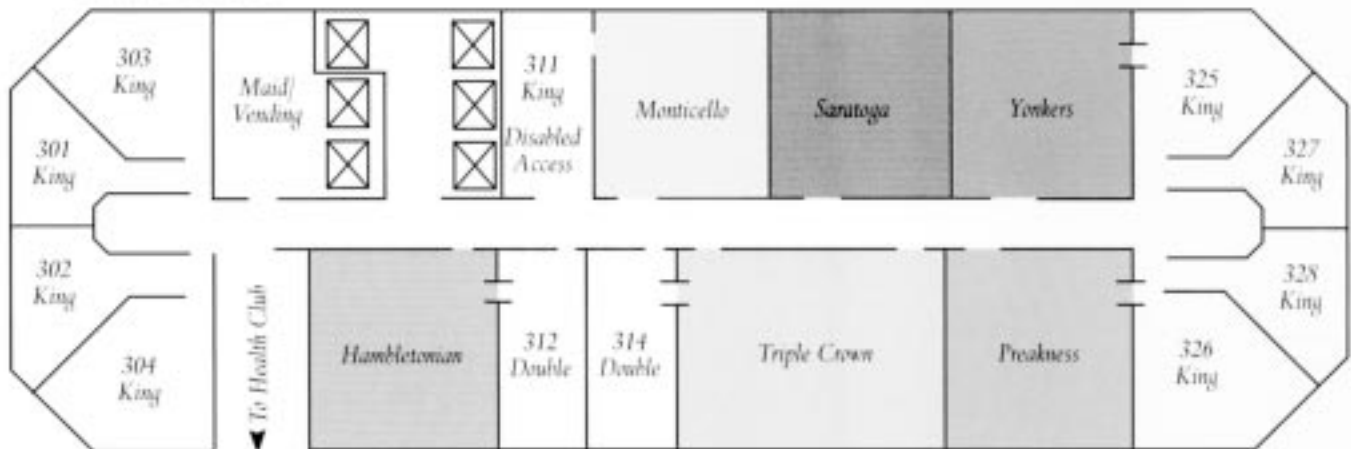 303
King
Maid/
Vending
311
King
Disabled
Access
Monticello
Saratoga
Yonkers
325
King
301
King
327
King
302
King
328
King
304
King
To Health Club
Hambletonian
312
Double
314
Double
Triple Crown
Preakness
326
King